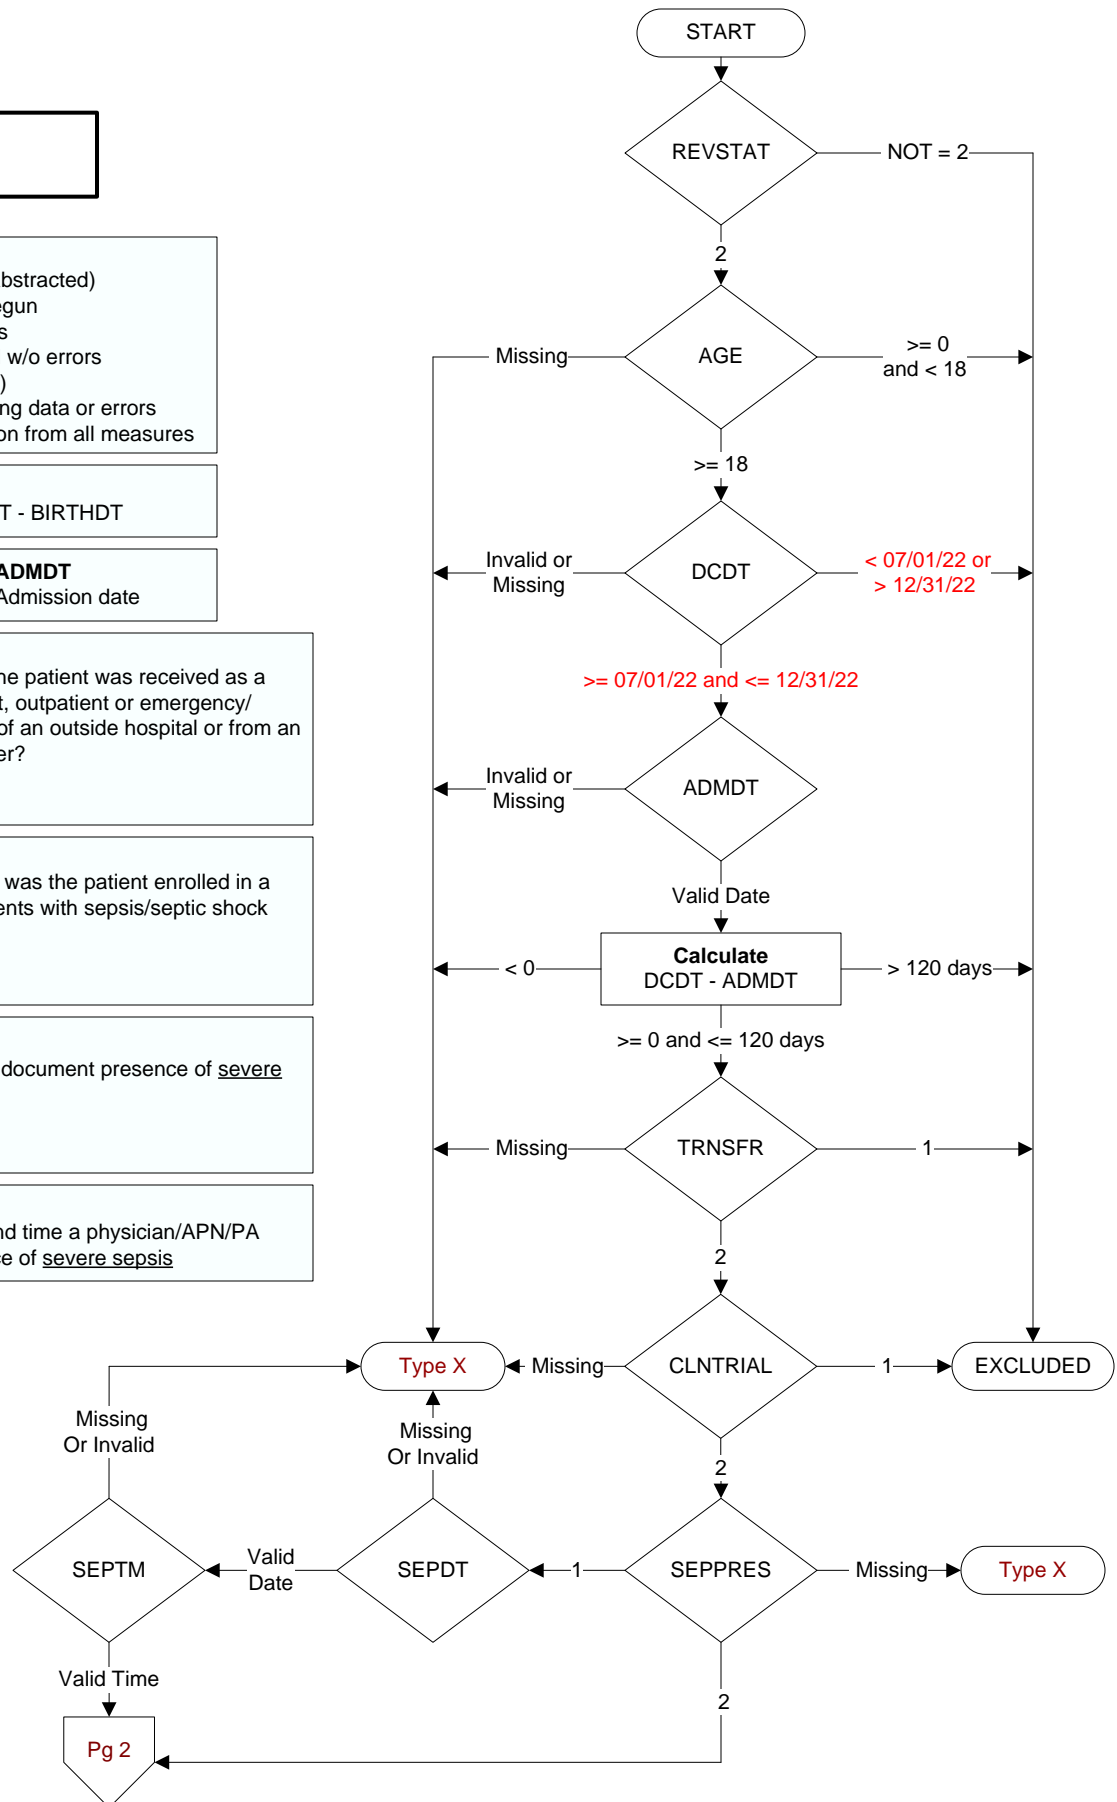 START
REVSTAT
NOT = 2
2
AGE
Missing
>= 0
and < 18
>= 18
DCDT
Invalid or
Missing
< 07/01/22 or
> 12/31/22
>= 07/01/22 and <= 12/31/22
ADMDT
Invalid or
Missing
Valid Date
Calculate
DCDT - ADMDT
< 0
> 120 days
>= 0 and <= 120 days
TRNSFR
Missing
1
2
CLNTRIAL
Missing
Type X
1
EXCLUDED
2
SEPPRES
Missing
Type X
1
SEPDT
Missing
Or Invalid
Valid
Date
SEPTM
Missing
Or Invalid
Valid Time
2
Pg 2
bstracted)
egun
s
w/o errors
)
ng data or errors
on from all measures
T - BIRTHDT
ADMDT
Admission date
he patient was received as a
t, outpatient or emergency/
of an outside hospital or from an
er?
was the patient enrolled in a
ents with sepsis/septic shock
document presence of severe
nd time a physician/APN/PA
ce of severe sepsis